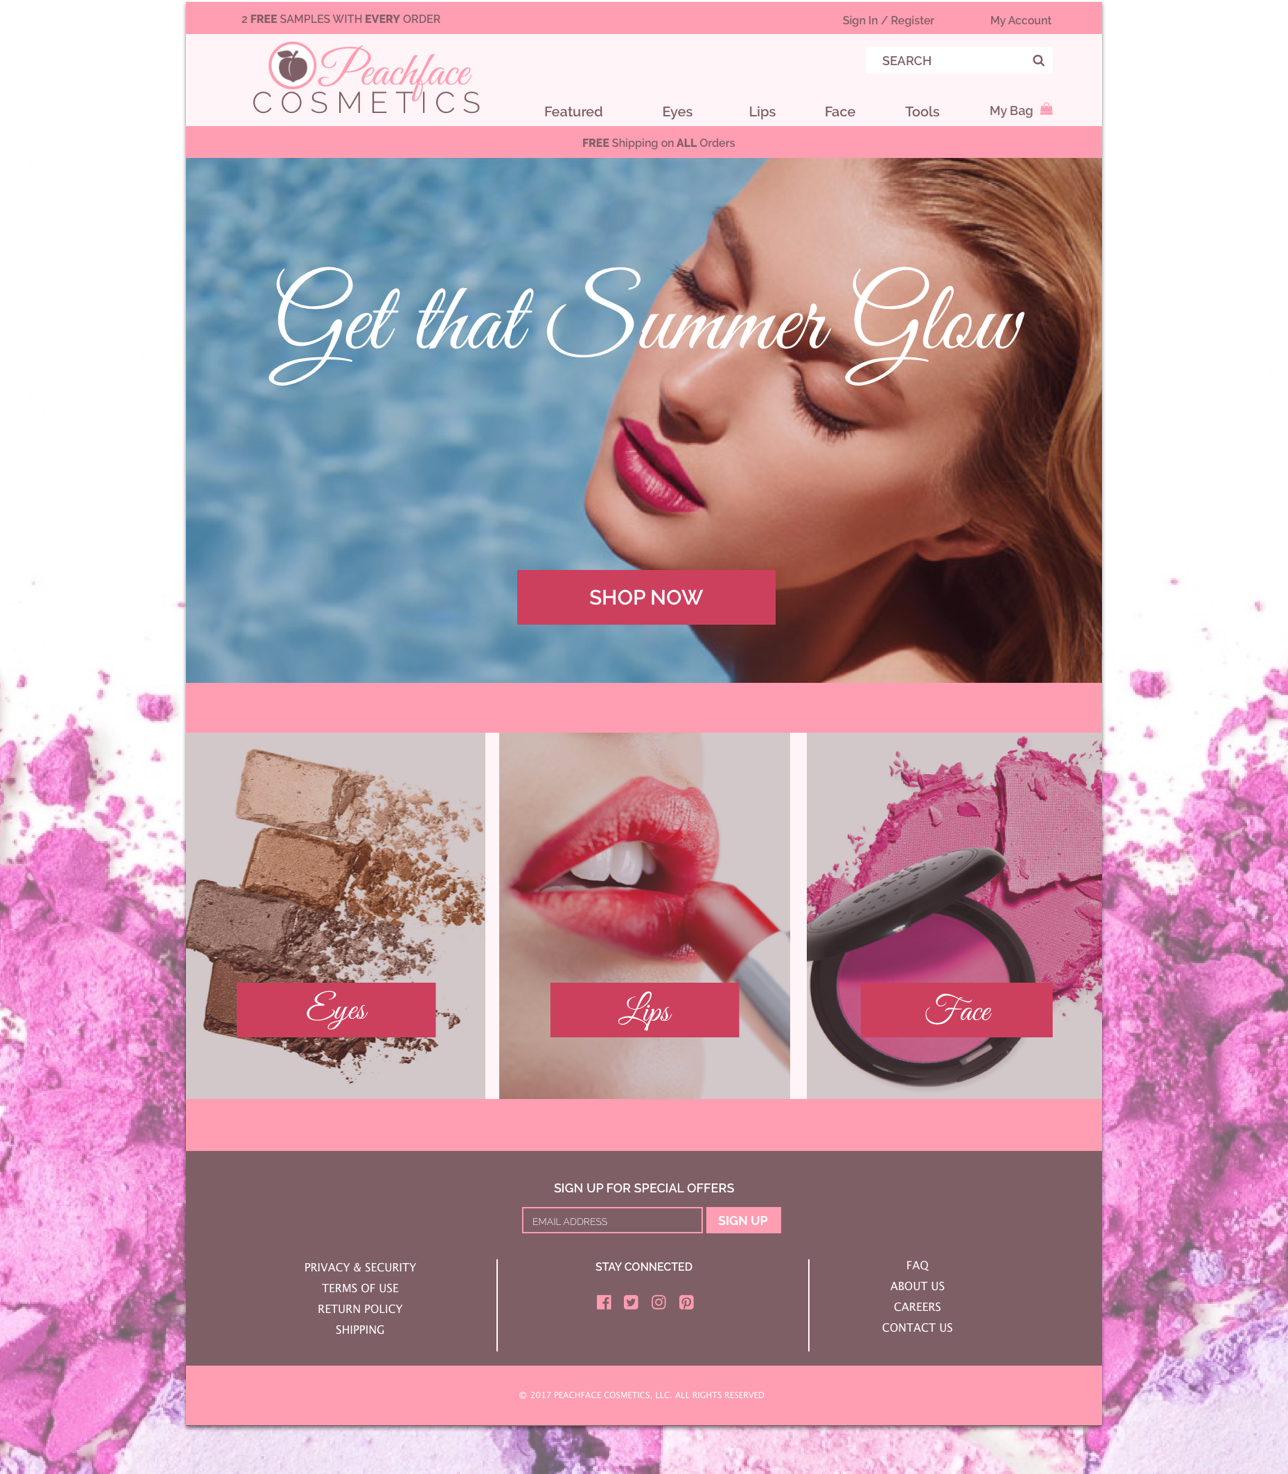 2 FREE SAMPLES WITH EVERY ORDER
Sign In / Register
My Account
Peachface
COSMETICS
SEARCH
Featured
Eyes
Lips
Face
Tools
My Bag
FREE Shipping on ALL Orders
Get that Summer Glow
SHOP NOW
Eyes
Lips
Face
SIGN UP FOR SPECIAL OFFERS
EMAIL ADDRESS
SIGN UP
PRIVACY & SECURITY
TERMS OF USE
RETURN POLICY
SHIPPING
STAY CONNECTED
FAQ
ABOUT US
CAREERS
CONTACT US
© 2017 PEACHFACE COSMETICS, LLC. ALL RIGHTS RESERVED